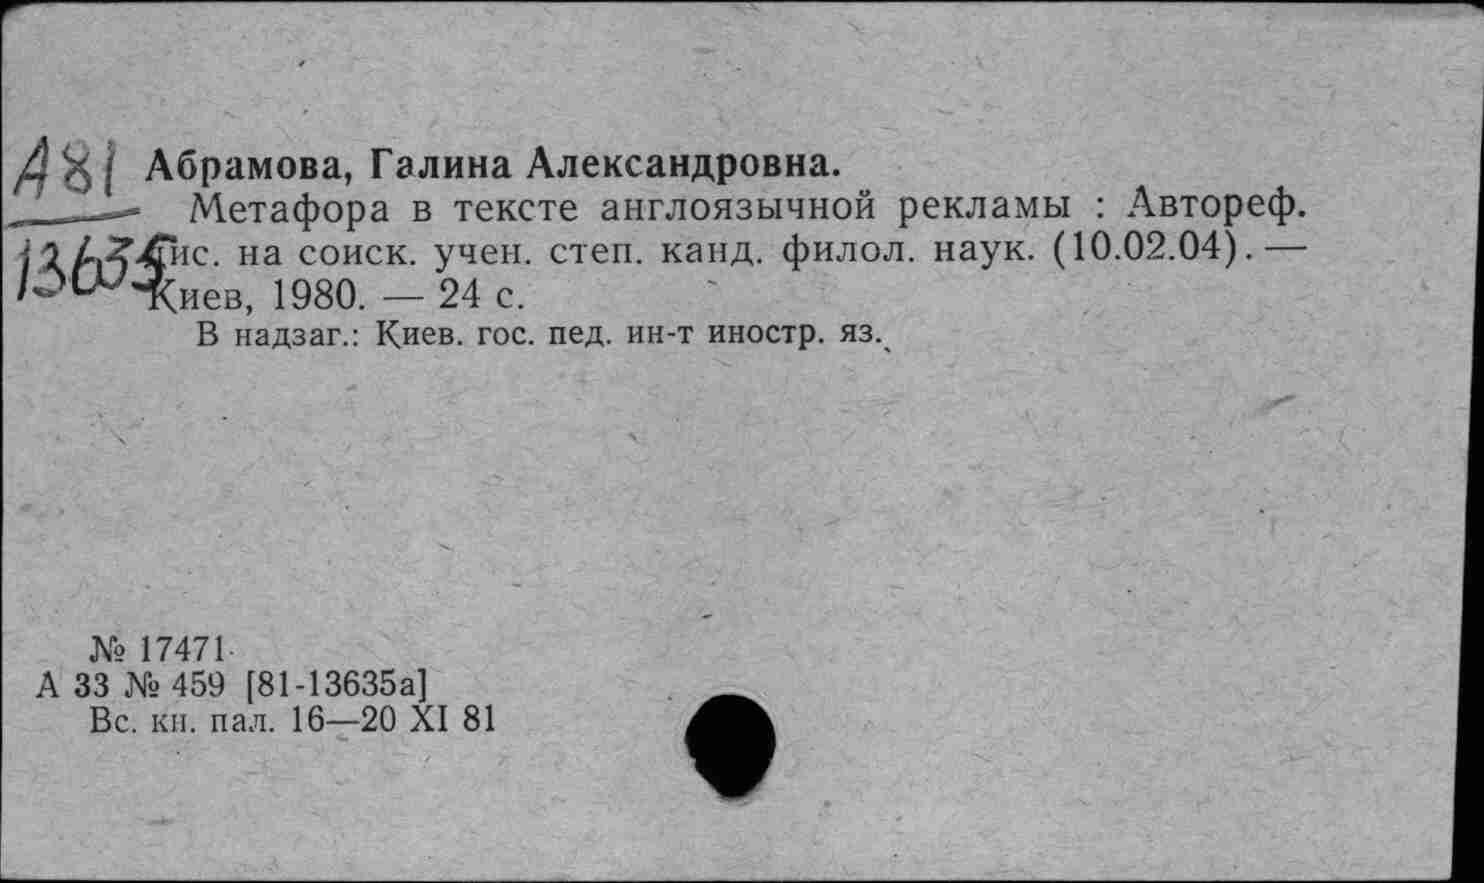 А81
13635
Абрамова, Галина Александровна.
Метафора в тексте англоязычной рекламы : Автореф.
дис. на соиск. учен. степ. канд. филол. наук. (10.02.04). —
Киев, 1980. — 24 с.
В надзаг.: Киев. гос. пед. ин-т иностр. яз.
№ 17471
А 33 № 459 [81-13635а]
Вс. кн. пал. 16—20 XI 81